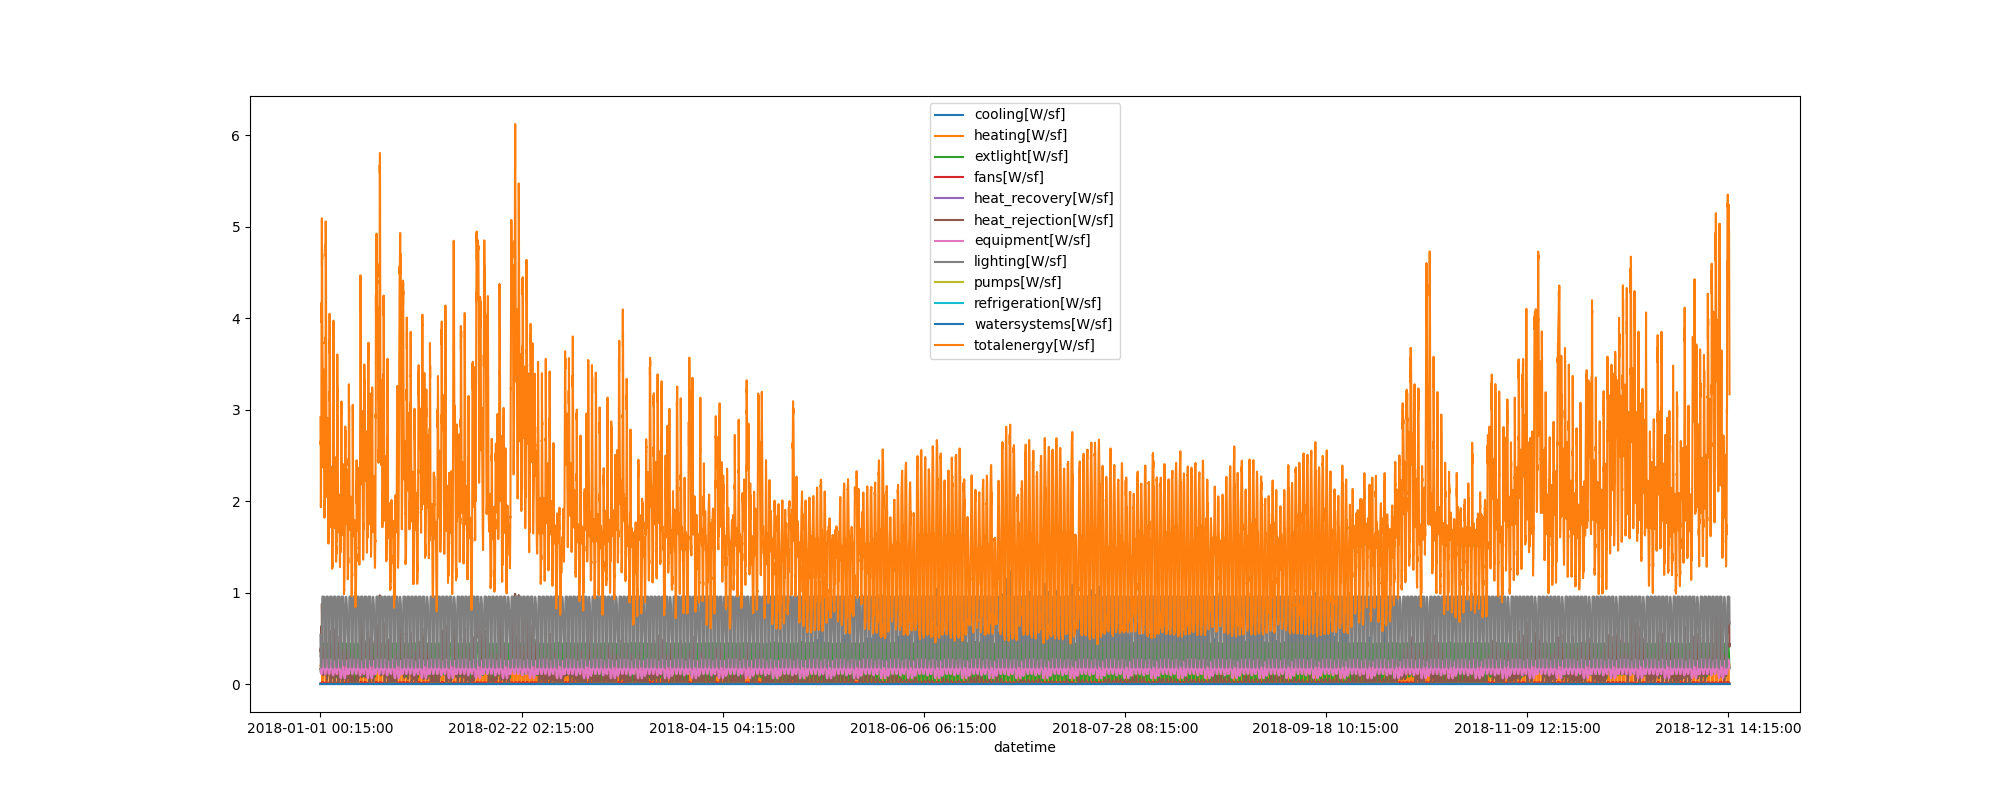 cooling[W/sf]
heating[W/sf]
extlight[W/sf]
fans[W/sf]
heat_recovery[W/sf]
heat_rejection[W/sf]
equipment[W/sf]
lighting[W/sf]
pumps[W/sf]
refrigeration[W/sf]
watersystems[W/sf]
totalenergy[W/sf]
6
5
4
3
2
1
0
2018-01-01 00:15:00 2018-02-22 02:15:00 2018-04-15 04:15:00 2018-06-06 06:15:00 2018-07-28 08:15:00 2018-09-18 10:15:00 2018-11-09 12:15:00 2018-12-31 14:15:00
datetime